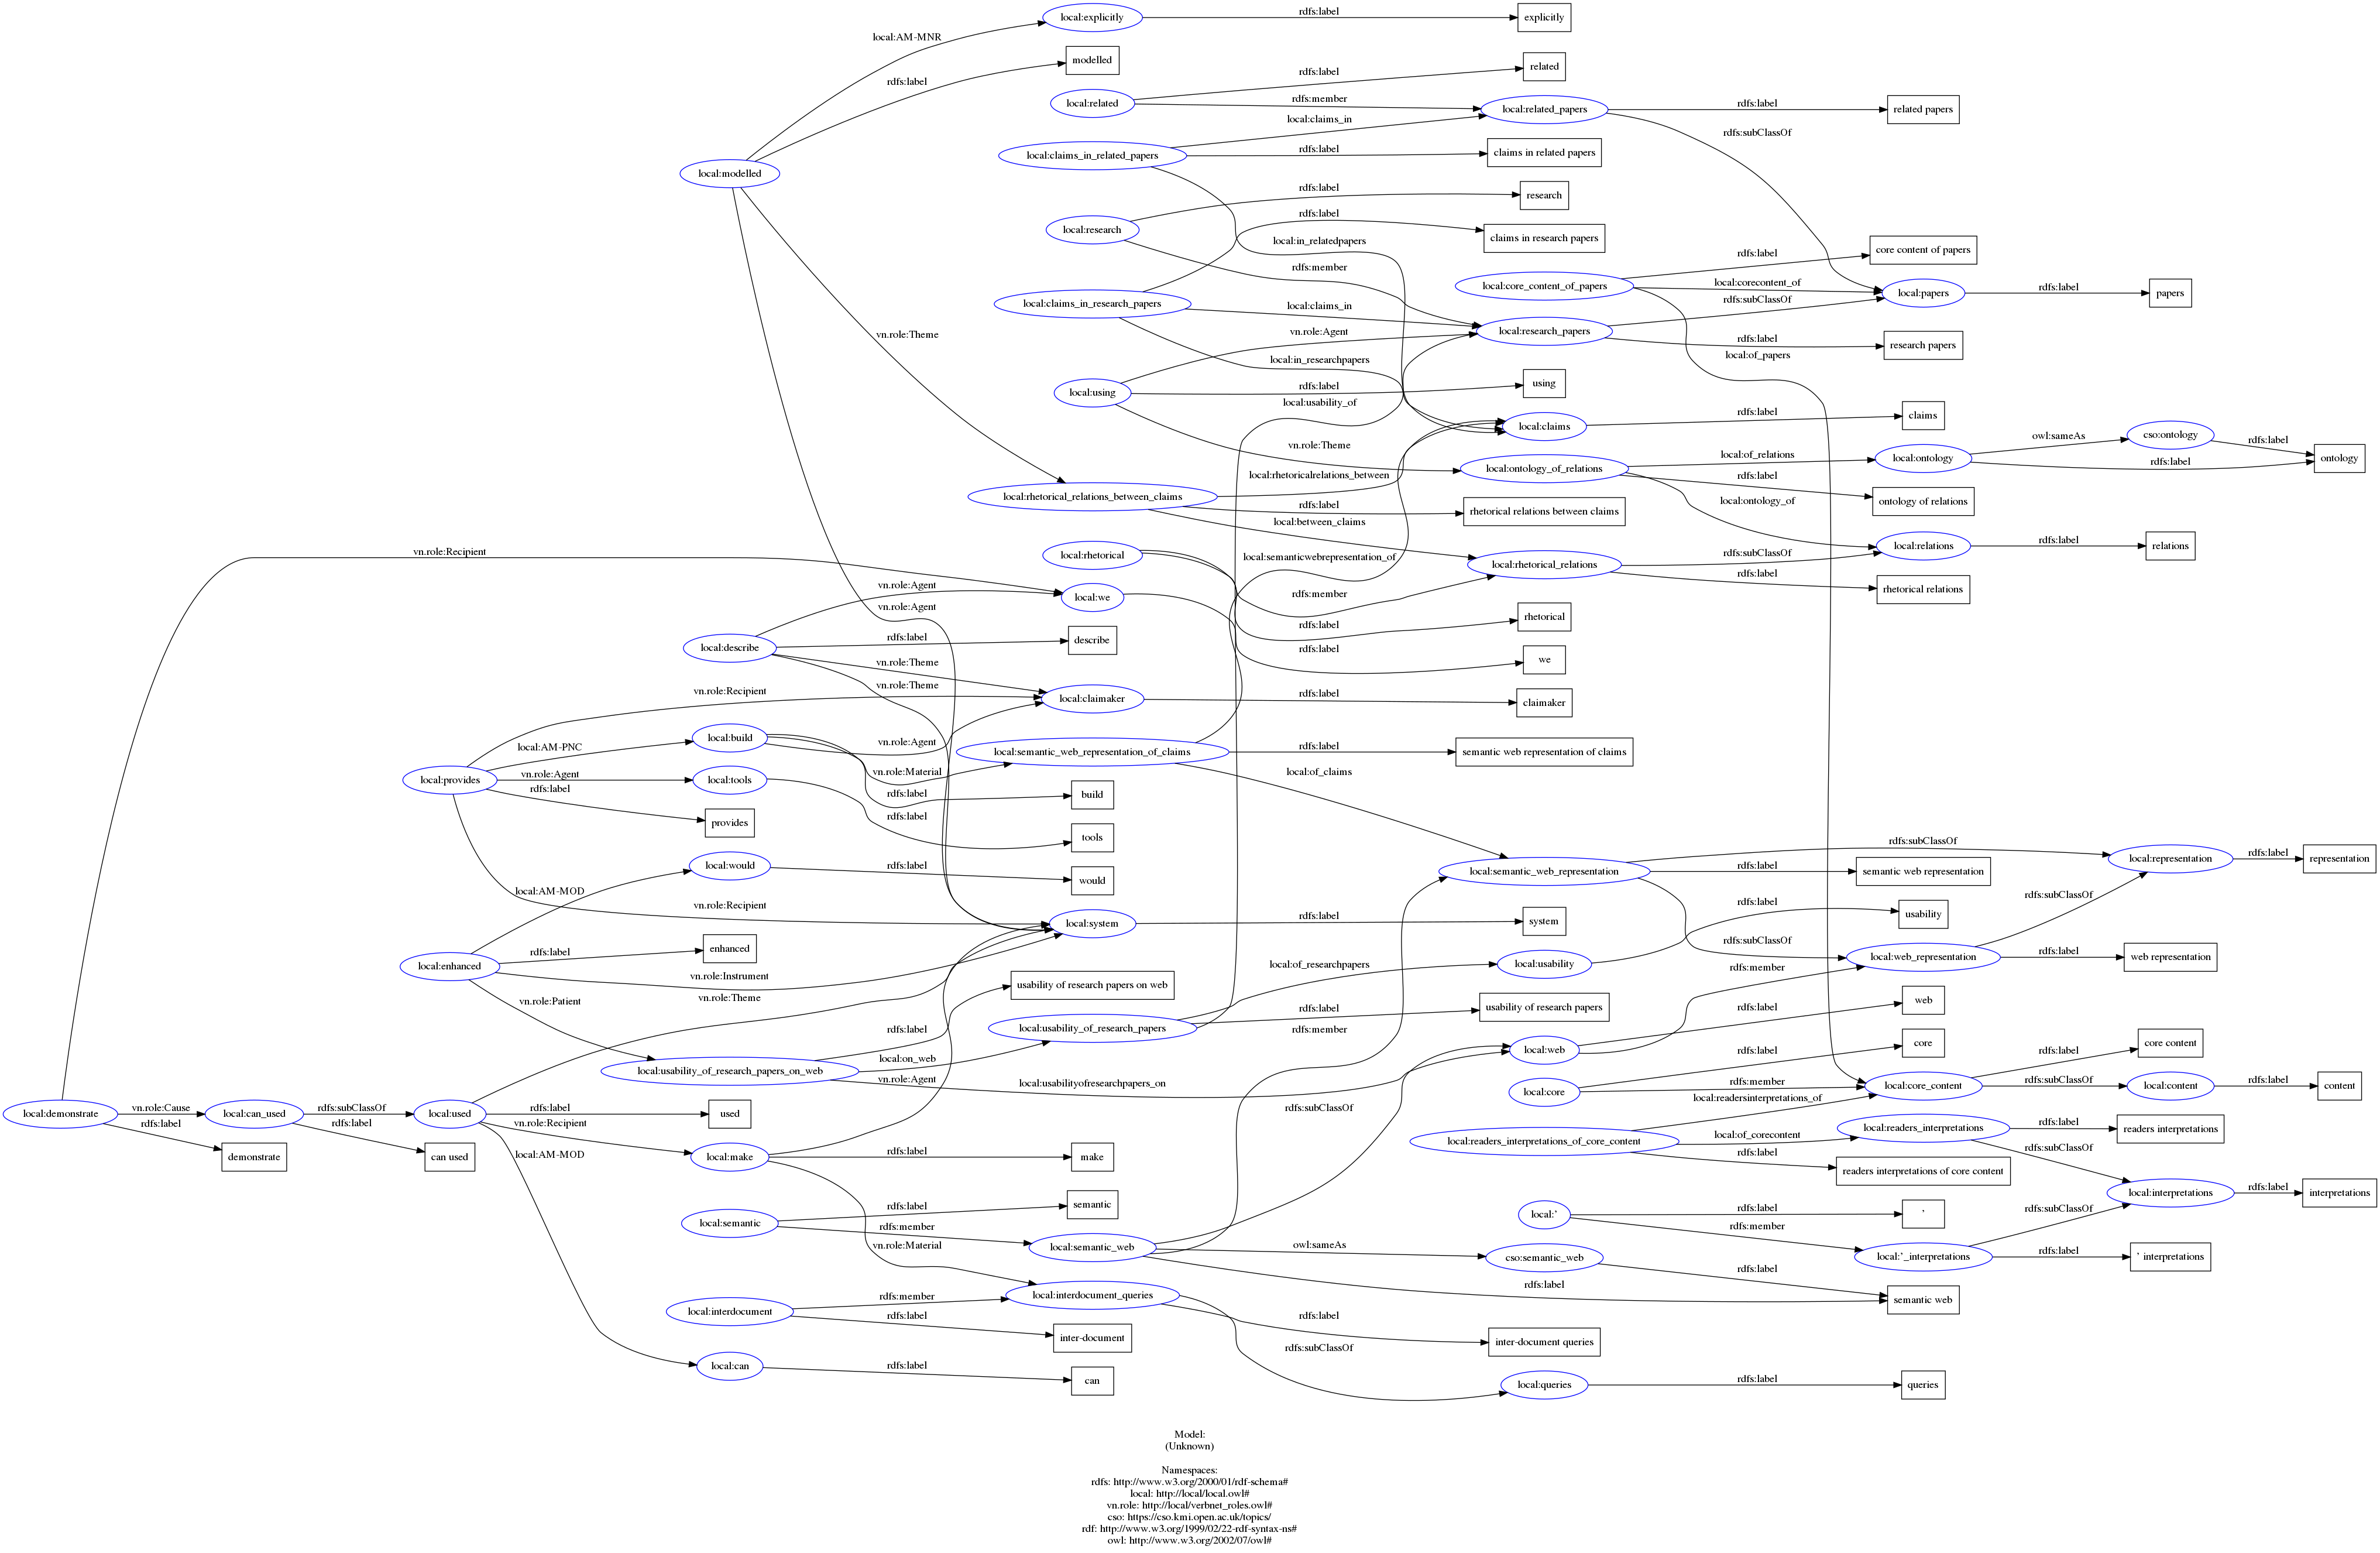 local:explicitly
rdfs:label
explicitly
local:AM-MNR
modelled
rdfs:label
related
rdfs:label
local:related
rdfs:member
local:related_papers
rdfs:label
related papers
local:claims_in
rdfs:subClassOf
local:claims_in_related_papers
rdfs:label
claims in related papers
local:modelled
rdfs:label
research
rdfs:label
local:research
claims in research papers
local:in_relatedpapers
rdfs:label
core content of papers
rdfs:member
local:core_content_of_papers
local:corecontent_of
local:papers
rdfs:label
papers
local:claims_in_research_papers
local:claims_in
rdfs:subClassOf
vn.role:Theme
vn.role:Agent
local:research_papers
rdfs:label
research papers
local:in_researchpapers
local:of_papers
local:using
rdfs:label
using
local:usability_of
rdfs:label
claims
local:claims
owl:sameAs
cso:ontology
rdfs:label
vn.role:Theme
local:of_relations
local:ontology
rdfs:label
ontology
local:ontology_of_relations
local:rhetoricalrelations_between
rdfs:label
local:rhetorical_relations_between_claims
local:ontology_of
ontology of relations
rdfs:label
rhetorical relations between claims
local:between_claims
vn.role:Recipient
local:rhetorical
local:semanticwebrepresentation_of
rdfs:subClassOf
local:relations
rdfs:label
relations
local:rhetorical_relations
rdfs:label
vn.role:Agent
local:we
rdfs:member
rhetorical relations
vn.role:Agent
rdfs:label
rhetorical
local:describe
rdfs:label
describe
rdfs:label
we
vn.role:Theme
vn.role:Theme
vn.role:Recipient
local:claimaker
rdfs:label
claimaker
local:build
vn.role:Agent
local:AM-PNC
local:semantic_web_representation_of_claims
rdfs:label
semantic web representation of claims
local:provides
vn.role:Agent
local:tools
vn.role:Material
local:of_claims
rdfs:label
rdfs:label
build
provides
rdfs:label
tools
rdfs:subClassOf
local:would
rdfs:label
would
local:representation
rdfs:label
representation
local:semantic_web_representation
rdfs:label
semantic web representation
local:AM-MOD
rdfs:subClassOf
vn.role:Recipient
rdfs:label
usability
local:system
rdfs:label
system
enhanced
rdfs:label
rdfs:subClassOf
local:enhanced
vn.role:Instrument
local:of_researchpapers
local:usability
rdfs:member
local:web_representation
rdfs:label
web representation
vn.role:Patient
vn.role:Theme
usability of research papers on web
rdfs:label
usability of research papers
rdfs:label
web
rdfs:label
local:usability_of_research_papers
rdfs:member
local:on_web
local:web
rdfs:label
core
rdfs:label
core content
local:usability_of_research_papers_on_web
vn.role:Agent
local:usabilityofresearchpapers_on
local:core
rdfs:member
local:core_content
rdfs:subClassOf
local:content
rdfs:label
content
local:readersinterpretations_of
local:demonstrate
vn.role:Cause
local:can_used
rdfs:subClassOf
local:used
rdfs:label
used
rdfs:subClassOf
rdfs:label
rdfs:label
vn.role:Recipient
local:readers_interpretations_of_core_content
local:of_corecontent
local:readers_interpretations
rdfs:label
readers interpretations
demonstrate
can used
local:AM-MOD
local:make
rdfs:label
make
rdfs:label
readers interpretations of core content
rdfs:subClassOf
local:interpretations
rdfs:label
interpretations
rdfs:label
semantic
local:semantic
rdfs:member
local:'
rdfs:label
'
rdfs:member
rdfs:subClassOf
vn.role:Material
local:semantic_web
owl:sameAs
cso:semantic_web
local:'_interpretations
rdfs:label
' interpretations
rdfs:label
rdfs:label
semantic web
local:interdocument
rdfs:member
local:interdocument_queries
rdfs:label
inter-document
rdfs:label
inter-document queries
rdfs:subClassOf
local:can
rdfs:label
can
local:queries
rdfs:label
queries
Model:
(Unknown)
Namespaces:
rdfs: http://www.w3.org/2000/01/rdf-schema#
local: http://local/local.owl#
vn.role: http://local/verbnet_roles.owl#
cso: https://cso.kmi.open.ac.uk/topics/
rdf: http://www.w3.org/1999/02/22-rdf-syntax-ns#
owl: http://www.w3.org/2002/07/owl#